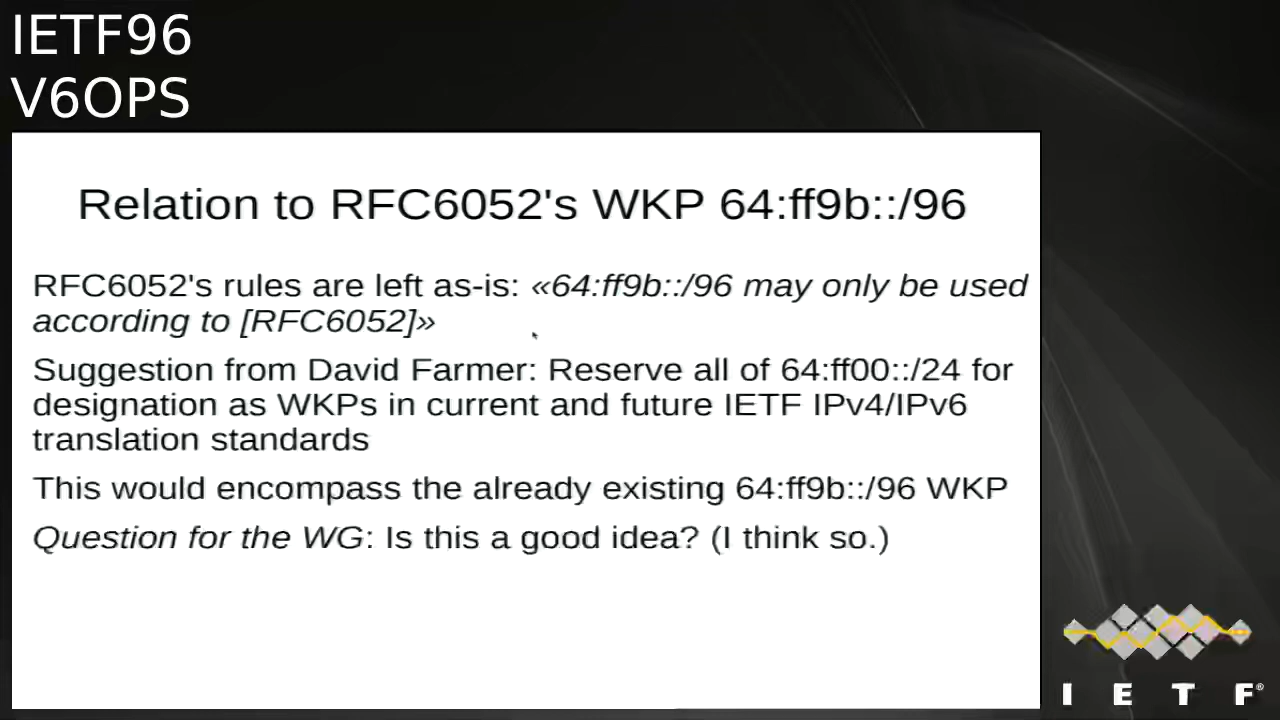 IETF96
V6OPS
Relation to RFC6052's WKP 64:ff9b::/96
RFC6052's rules are left as-is: «64:ff9b::/96 may only be used
according to [RFC6052]»
Suggestion from David Farmer: Reserve all of 64:ff00::/24 for
designation as WKPs in current and future IETF IPv4/IPv6
translation standards
This would encompass the already existing 64:ff9b::/96 WKP
Question for the WG: Is this a good idea? (I think so.)
I E T F®